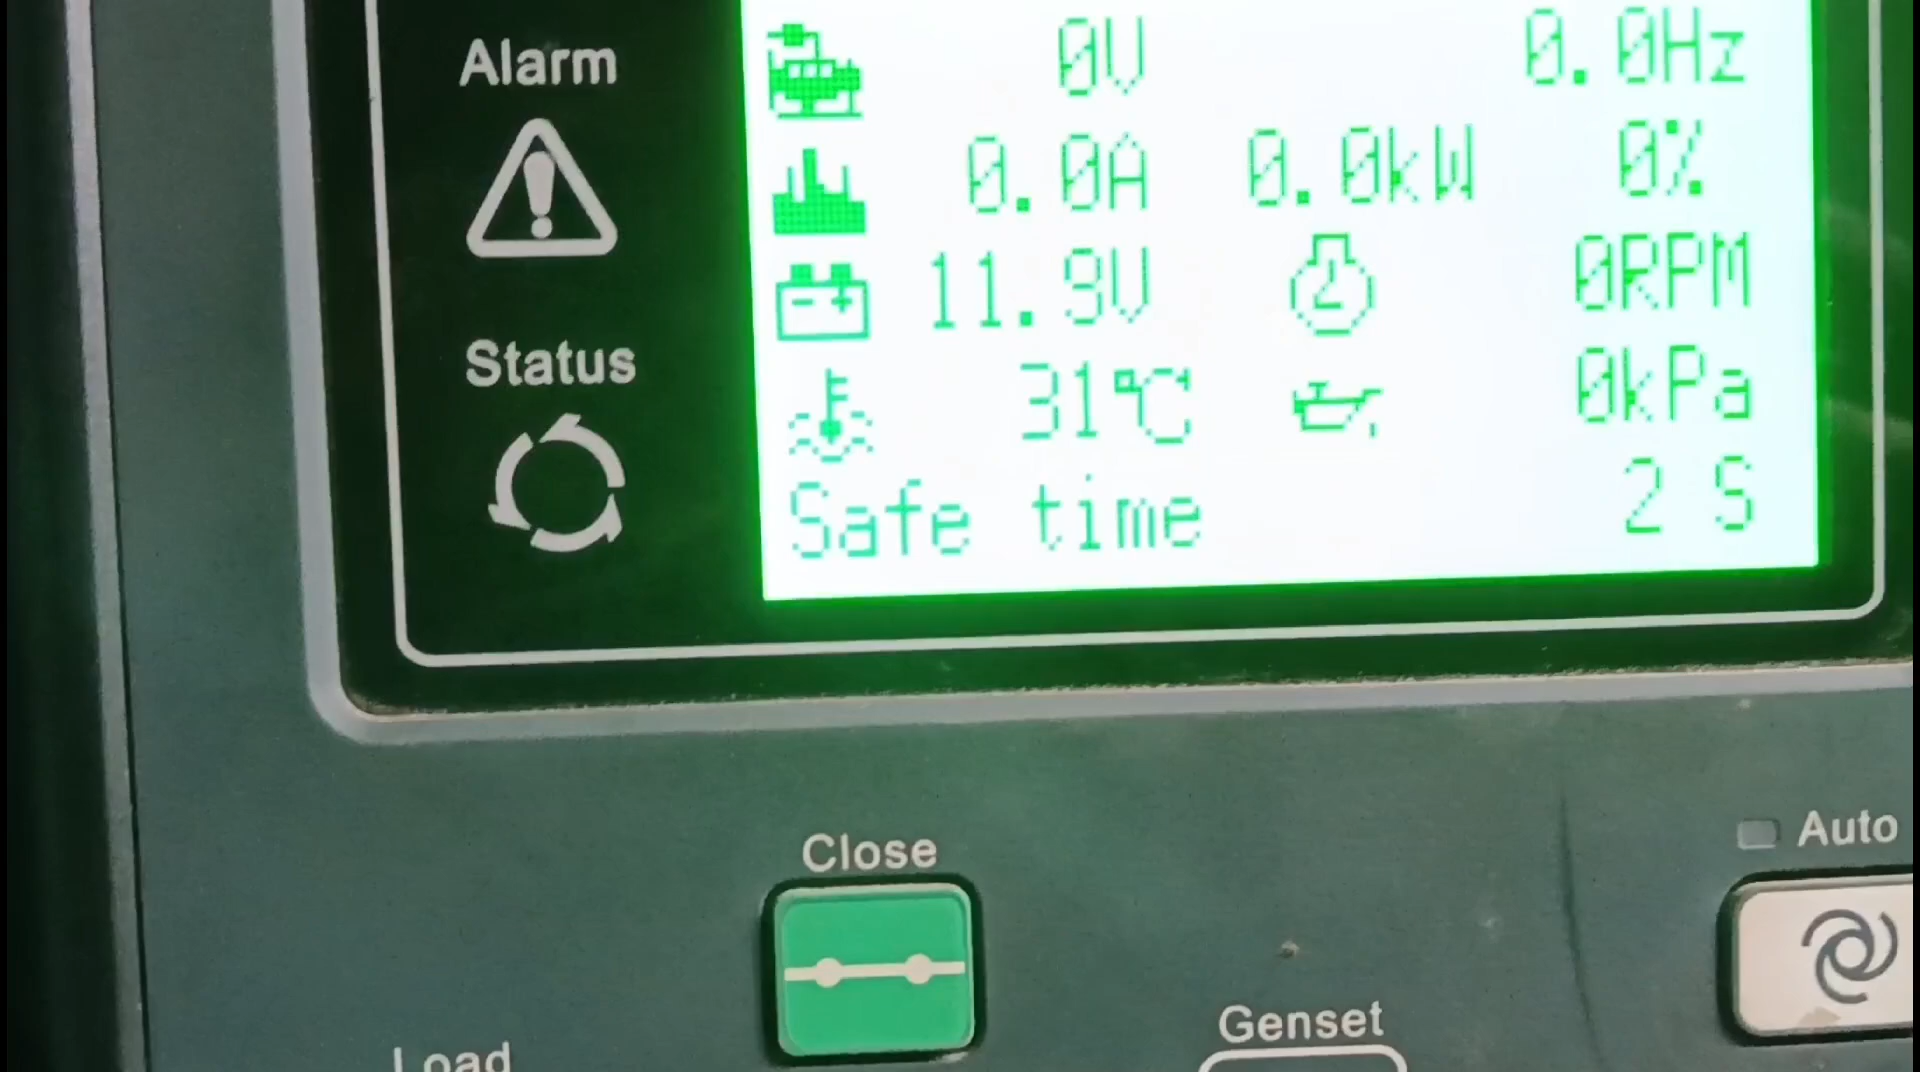 Alarm
0V 0.0Hz
0.0A 0.0kW 0%
11.9V 0RPM
Status
31℃ 0kPa
Safe time 2 S
Close
Auto
Genset
Load